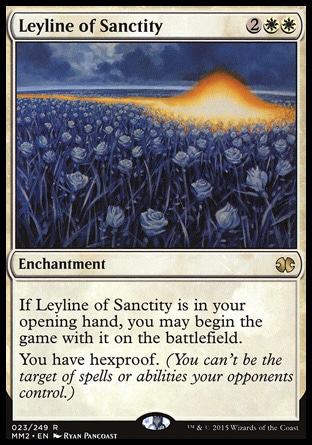 Leyline of Sanctity 2
Enchantment
If Leyline of Sanctity is in your
opening hand, you may begin the
game with it on the battlefield.
You have hexproof. (You can't be the
target of spells or abilities your opponents
control.)
023/249 R
MM2 • EN Ryan Pancoast
™ & © 2015 Wizards of the Coast